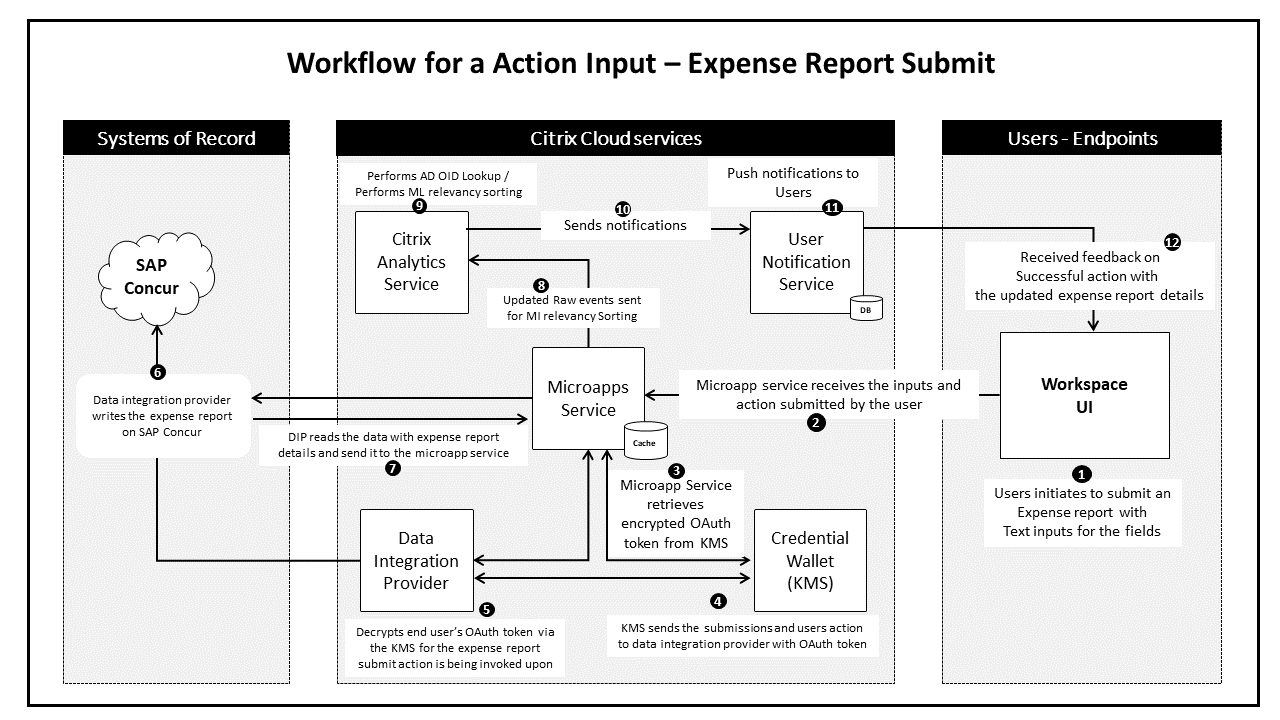 Workflow for a Action Input – Expense Report Submit
Systems of Record
Citrix Cloud services
Users - Endpoints
Performs AD OID Lookup /
Performs ML relevancy sorting
9
Citrix
Analytics
Service
10
Sends notifications
Push notifications to
Users
11
User
Notification
Service
DB
12
Received feedback on
Successful action with
the updated expense report details
SAP
Concur
8
Updated Raw events sent
for MI relevancy Sorting
Microapps
Service
Cache
Microapp service receives the inputs and
action submitted by the user
2
Workspace
UI
1
Users initiates to submit an
Expense report with
Text inputs for the fields
6
Data integration provider
writes the expense report
on SAP Concur
DIP reads the data with expense report
details and send it to the microapp service
7
3
Microapp Service
retrieves
encrypted OAuth
token from KMS
Data
Integration
Provider
Credential
Wallet
(KMS)
5
Decrypts end user's OAuth token via
the KMS for the expense report
submit action is being invoked upon
4
KMS sends the submissions and users action
to data integration provider with OAuth token